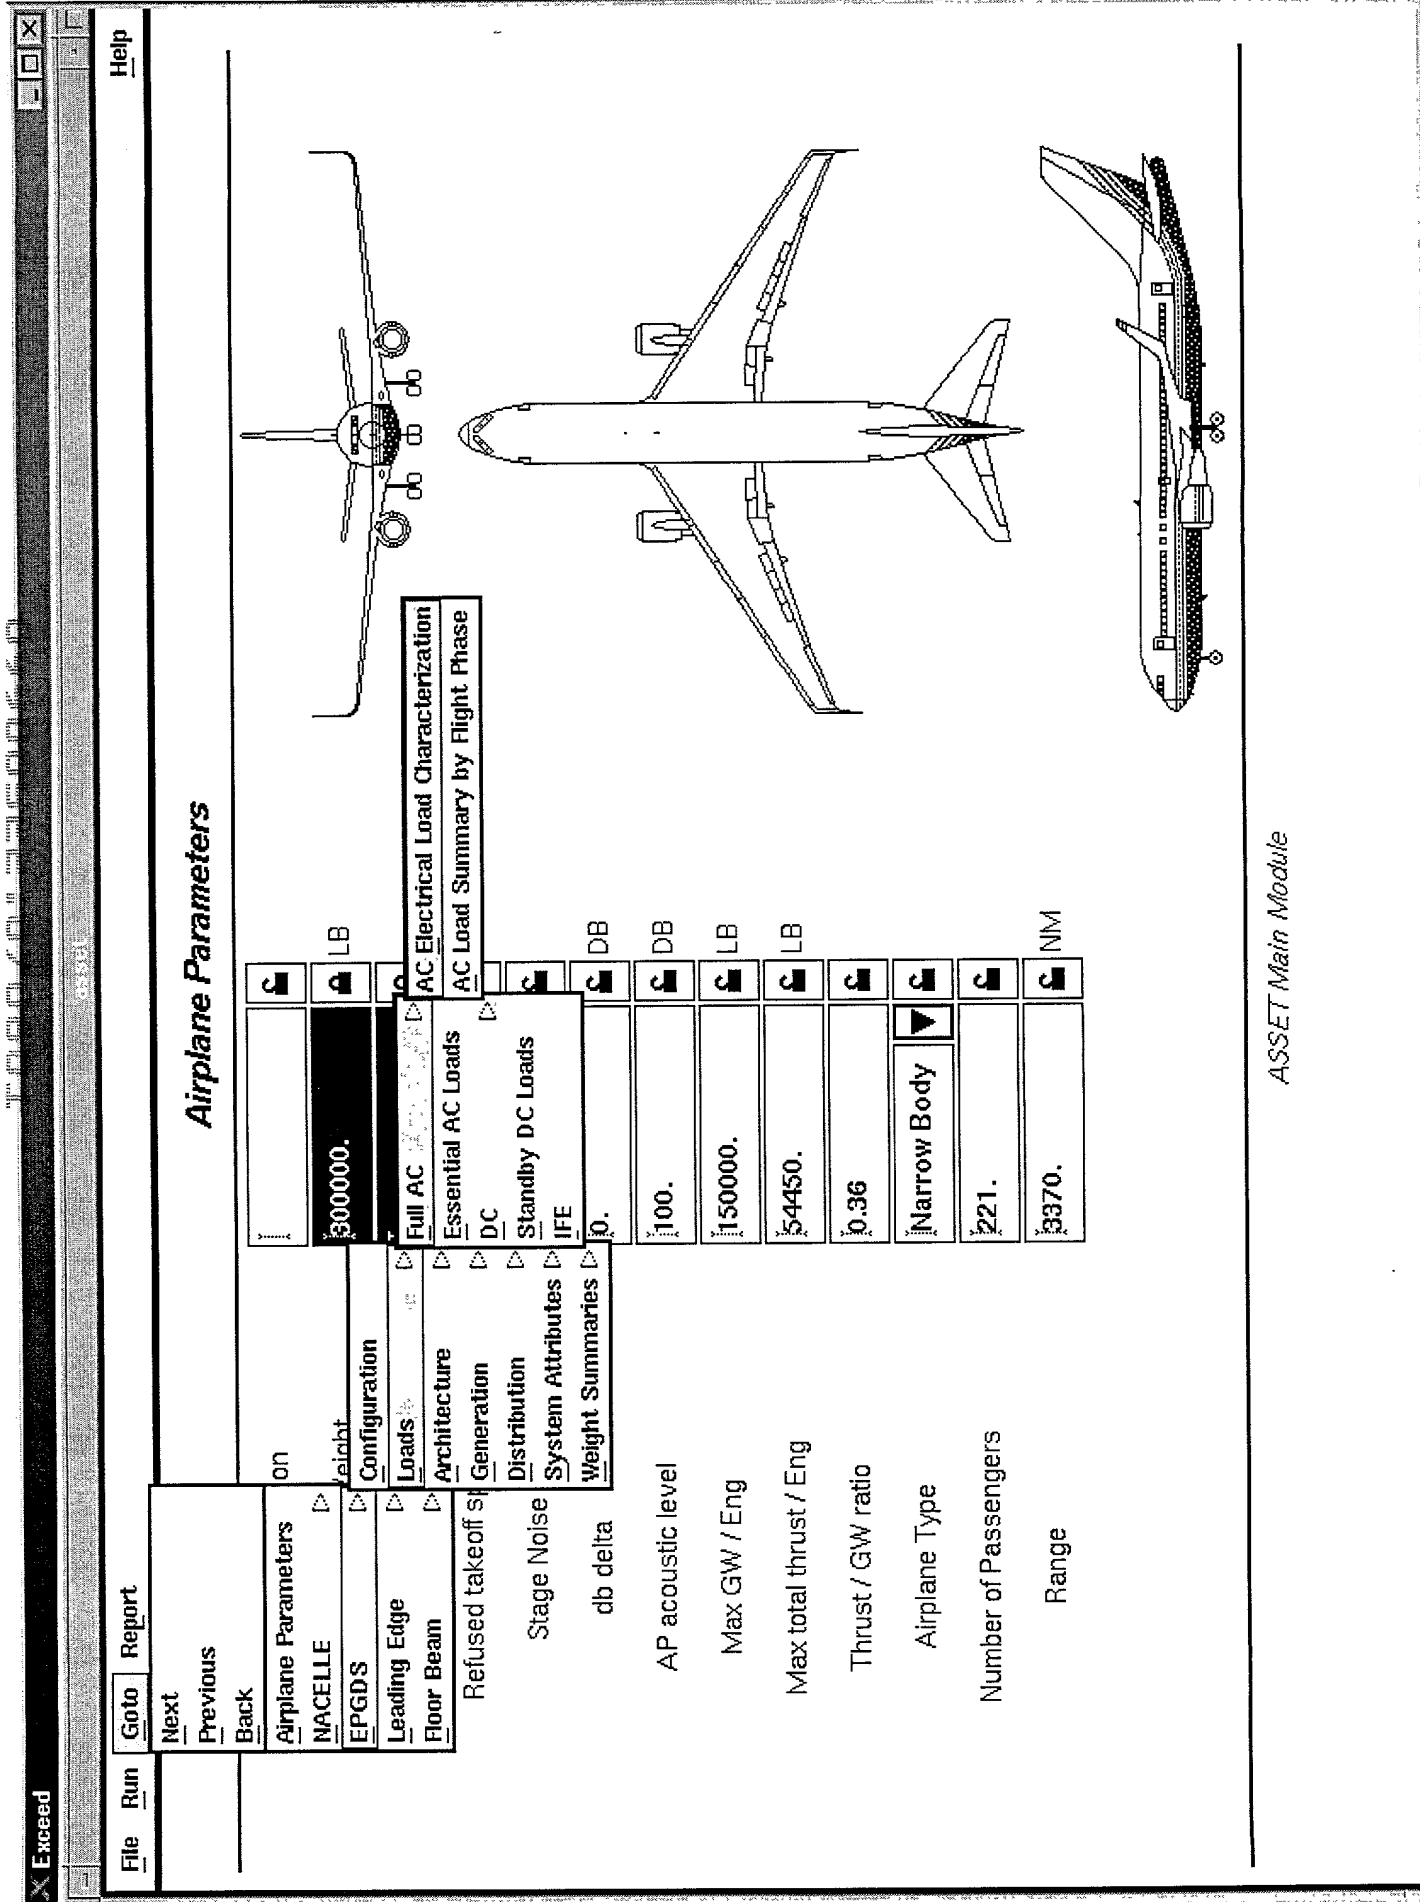 Exceed
asset
File Run Goto Report Help
Next
Previous
Back
Airplane Parameters
NACELLE
EPGDS
Leading Edge
Floor Beam
Configuration
Loads
Architecture
Generation
Distribution
System Attributes
Weight Summaries
Full AC
Essential AC Loads
DC
Standby DC Loads
IFE
AC Electrical Load Characterization
AC Load Summary by Flight Phase
Airplane Parameters
on
eight 300000. LB
Refused takeoff s
Stage Noise
db delta 0. DB
AP acoustic level 100. DB
Max GW / Eng 150000. LB
Max total thrust / Eng 54450. LB
Thrust / GW ratio 0.36
Airplane Type Narrow Body
Number of Passengers 221.
Range 3370. NM
ASSET Main Module